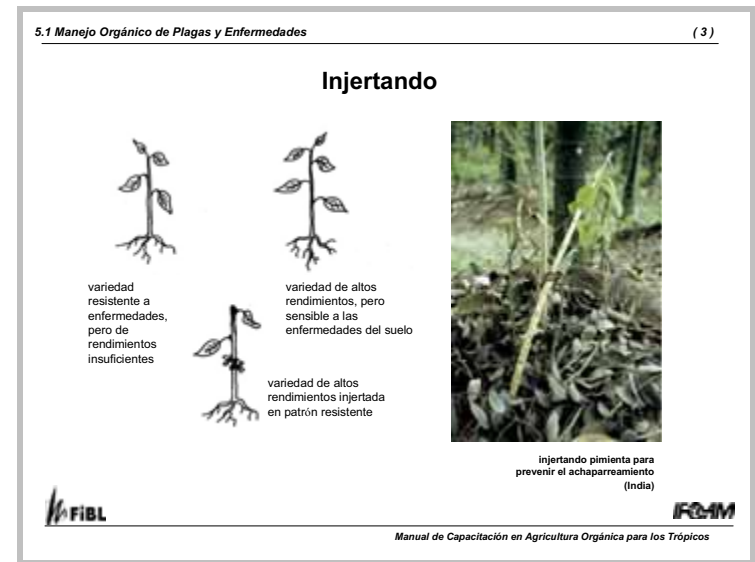 5.1 Manejo Orgánico de Plagas y Enfermedades
( 3 )
Injertando
variedad
resistente a
enfermedades,
pero de
rendimientos
insuficientes
variedad de altos
rendimientos, pero
sensible a las
enfermedades del suelo
variedad de altos
rendimientos injertada
en patrón resistente
injertando pimienta para
prevenir el achaparreamiento
(India)
FiBL
IFOAM
Manual de Capacitación en Agricultura Orgánica para los Trópicos